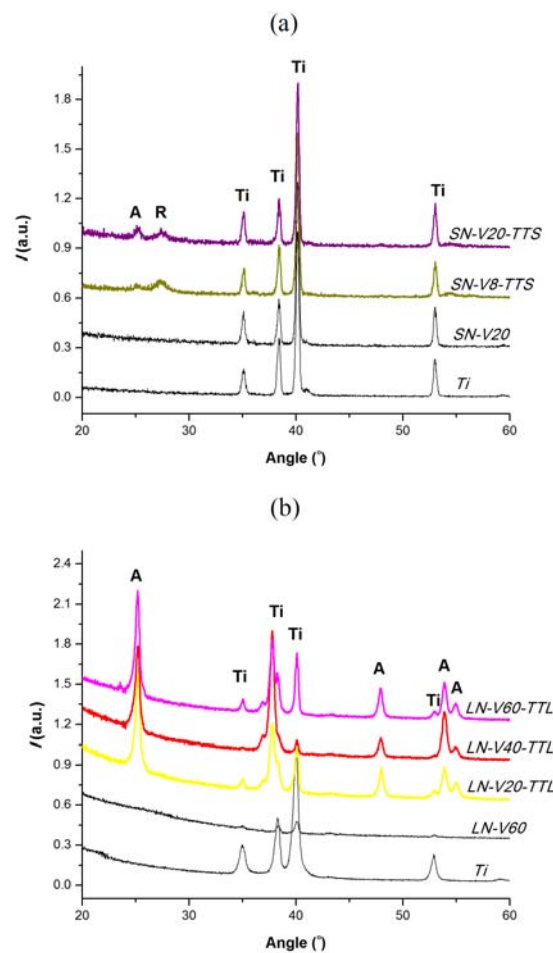 (a)
Ti
1.8
1.5
A R Ti Ti Ti
1.2
I (a.u.)
SN-V20-TTS
0.9
SN-V8-TTS
0.6
SN-V20
0.3
Ti
0.0
20 30 40 50 60
Angle (°)
(b)
2.4
A
2.1
Ti
Ti Ti
1.8
A A Ti A
I (a.u.)
1.5
LN-V60-TTL
1.2
LN-V40-TTL
0.9
LN-V20-TTL
0.6
LN-V60
0.3
Ti
0.0
20 30 40 50 60
Angle (°)